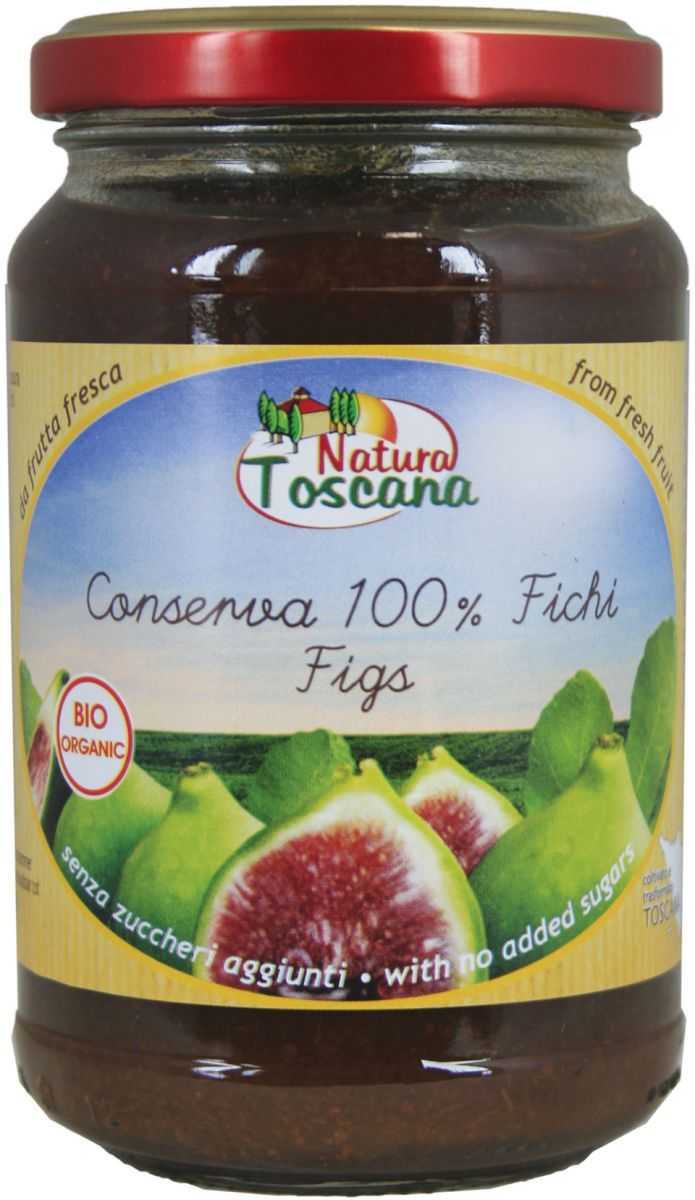 da frutta fresca
from fresh fruit
Natura
Toscana
Conserva 100% Fichi
Figs
BIO
ORGANIC
senza zuccheri aggiunti • with no added sugars
TOSCANA